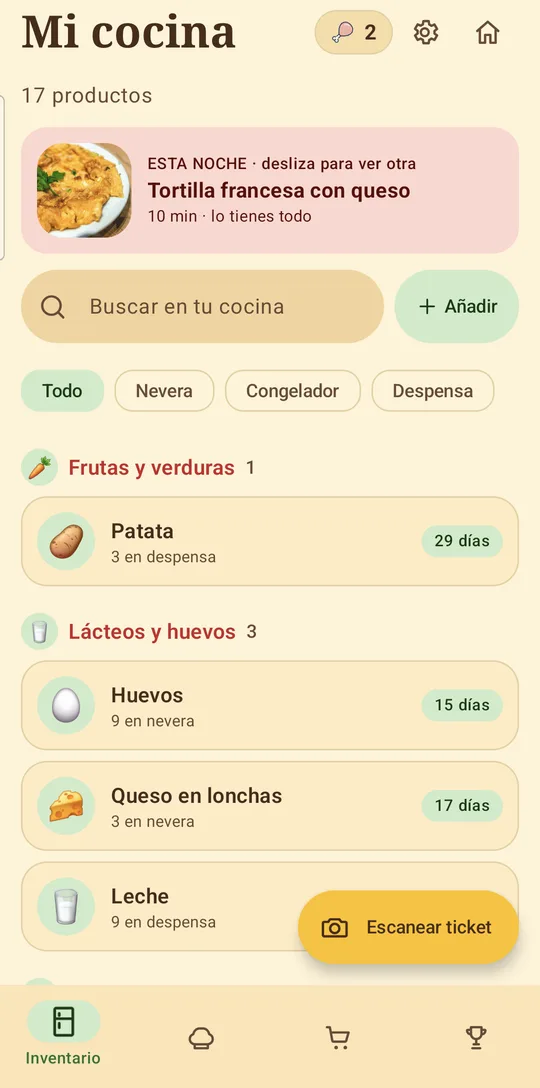 Mi cocina
2
17 productos
ESTA NOCHE · desliza para ver otra
Tortilla francesa con queso
10 min · lo tienes todo
Buscar en tu cocina
+ Añadir
Todo
Nevera
Congelador
Despensa
Frutas y verduras 1
Patata
3 en despensa
29 días
Lácteos y huevos 3
Huevos
9 en nevera
15 días
Queso en lonchas
3 en nevera
17 días
Leche
9 en despensa
Escanear ticket
Inventario